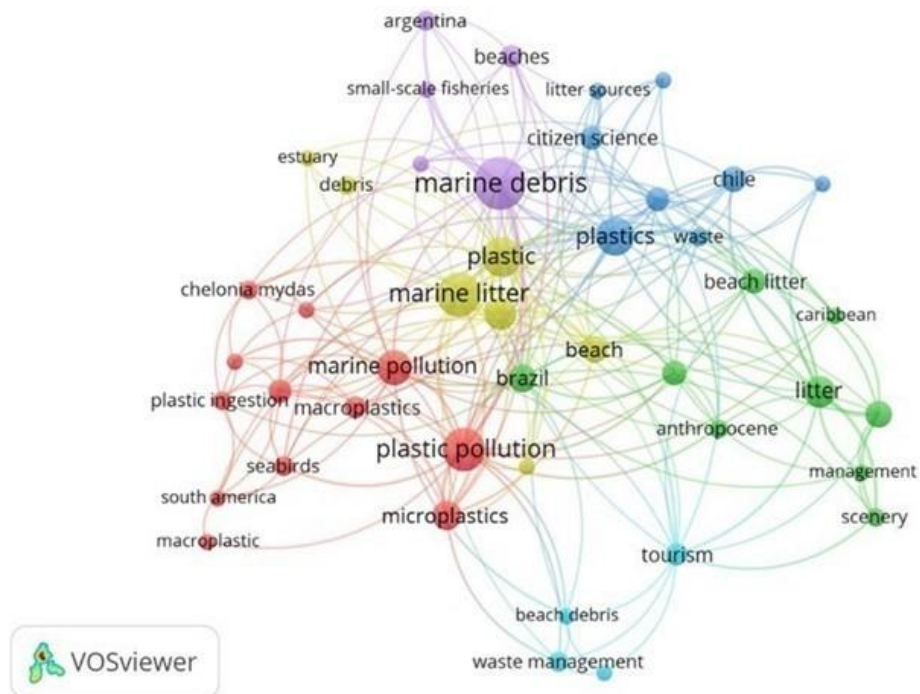 argentina
beaches
small-scale fisheries
litter sources
citizen science
estuary
debris
marine debris
chile
plastics
waste
plastic
chelonia mydas
marine litter
beach litter
caribbean
marine pollution
beach
brazil
litter
plastic ingestion
macroplastics
anthropocene
plastic pollution
seabirds
management
south america
microplastics
scenery
macroplastic
tourism
beach debris
waste management
VOSviewer